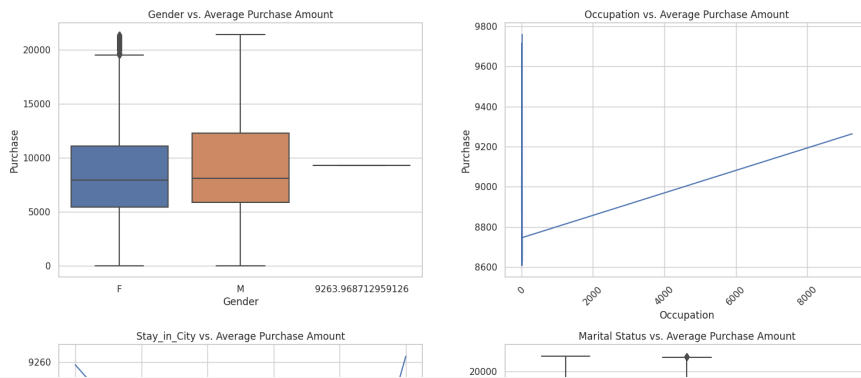 Gender vs. Average Purchase Amount
Purchase
20000
15000
10000
5000
0
F M 9263.968712959126
Gender
Occupation vs. Average Purchase Amount
Purchase
9800
9600
9400
9200
9000
8800
8600
0 2000 4000 6000 8000
Occupation
Stay_in_City vs. Average Purchase Amount
9260
Marital Status vs. Average Purchase Amount
20000